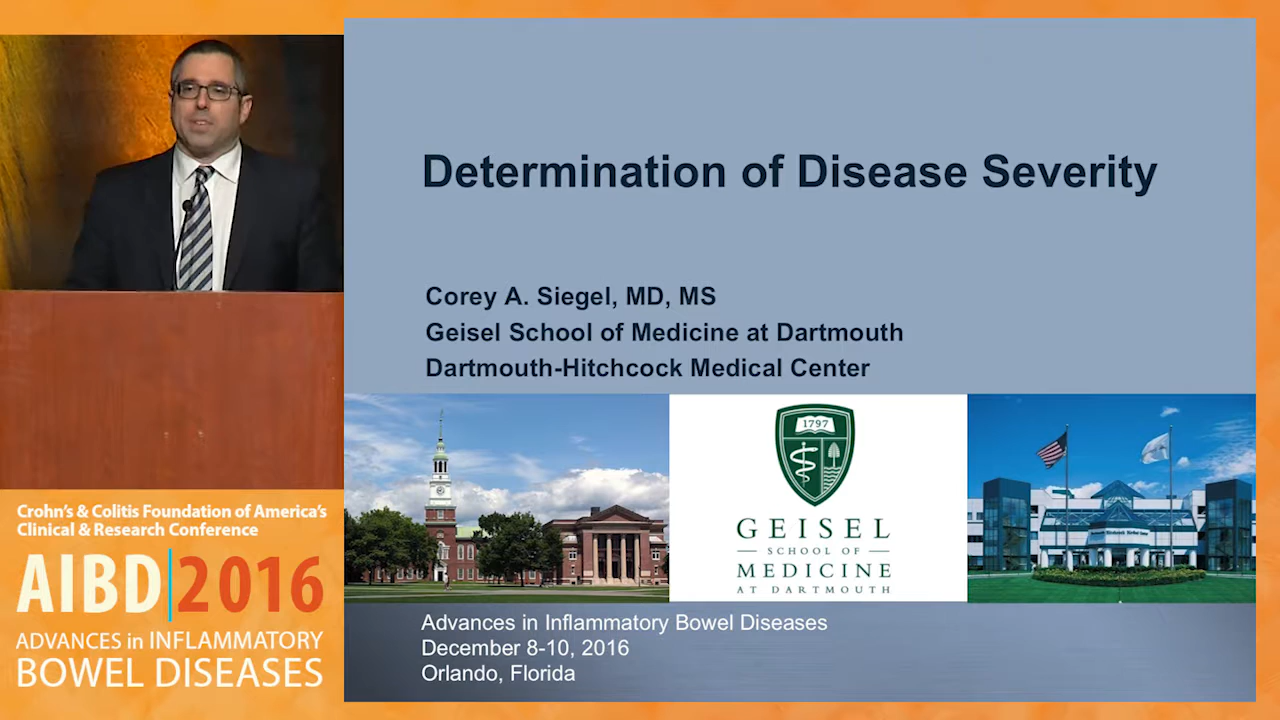 Determination of Disease Severity
Corey A. Siegel, MD, MS
Geisel School of Medicine at Dartmouth
Dartmouth-Hitchcock Medical Center
1797
GEISEL
SCHOOL OF
MEDICINE
AT DARTMOUTH
Advances in Inflammatory Bowel Diseases
December 8-10, 2016
Orlando, Florida
Crohn's & Colitis Foundation of America's
Clinical & Research Conference
AIBD 2016
ADVANCES in INFLAMMATORY
BOWEL DISEASES